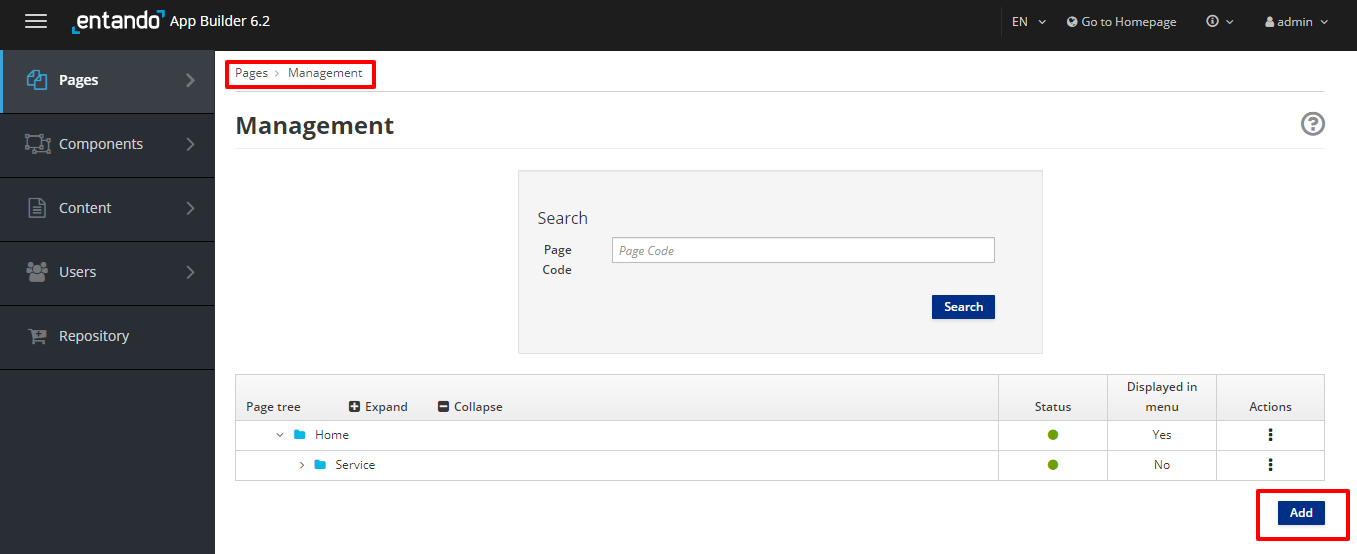 entando App Builder 6.2
EN
Go to Homepage
admin
Pages
Components
Content
Users
Repository
Pages > Management
Management
Search
Page
Code
Page Code
Search
Page tree
Expand
Collapse
Status
Displayed in
menu
Actions
Home
Yes
Service
No
Add